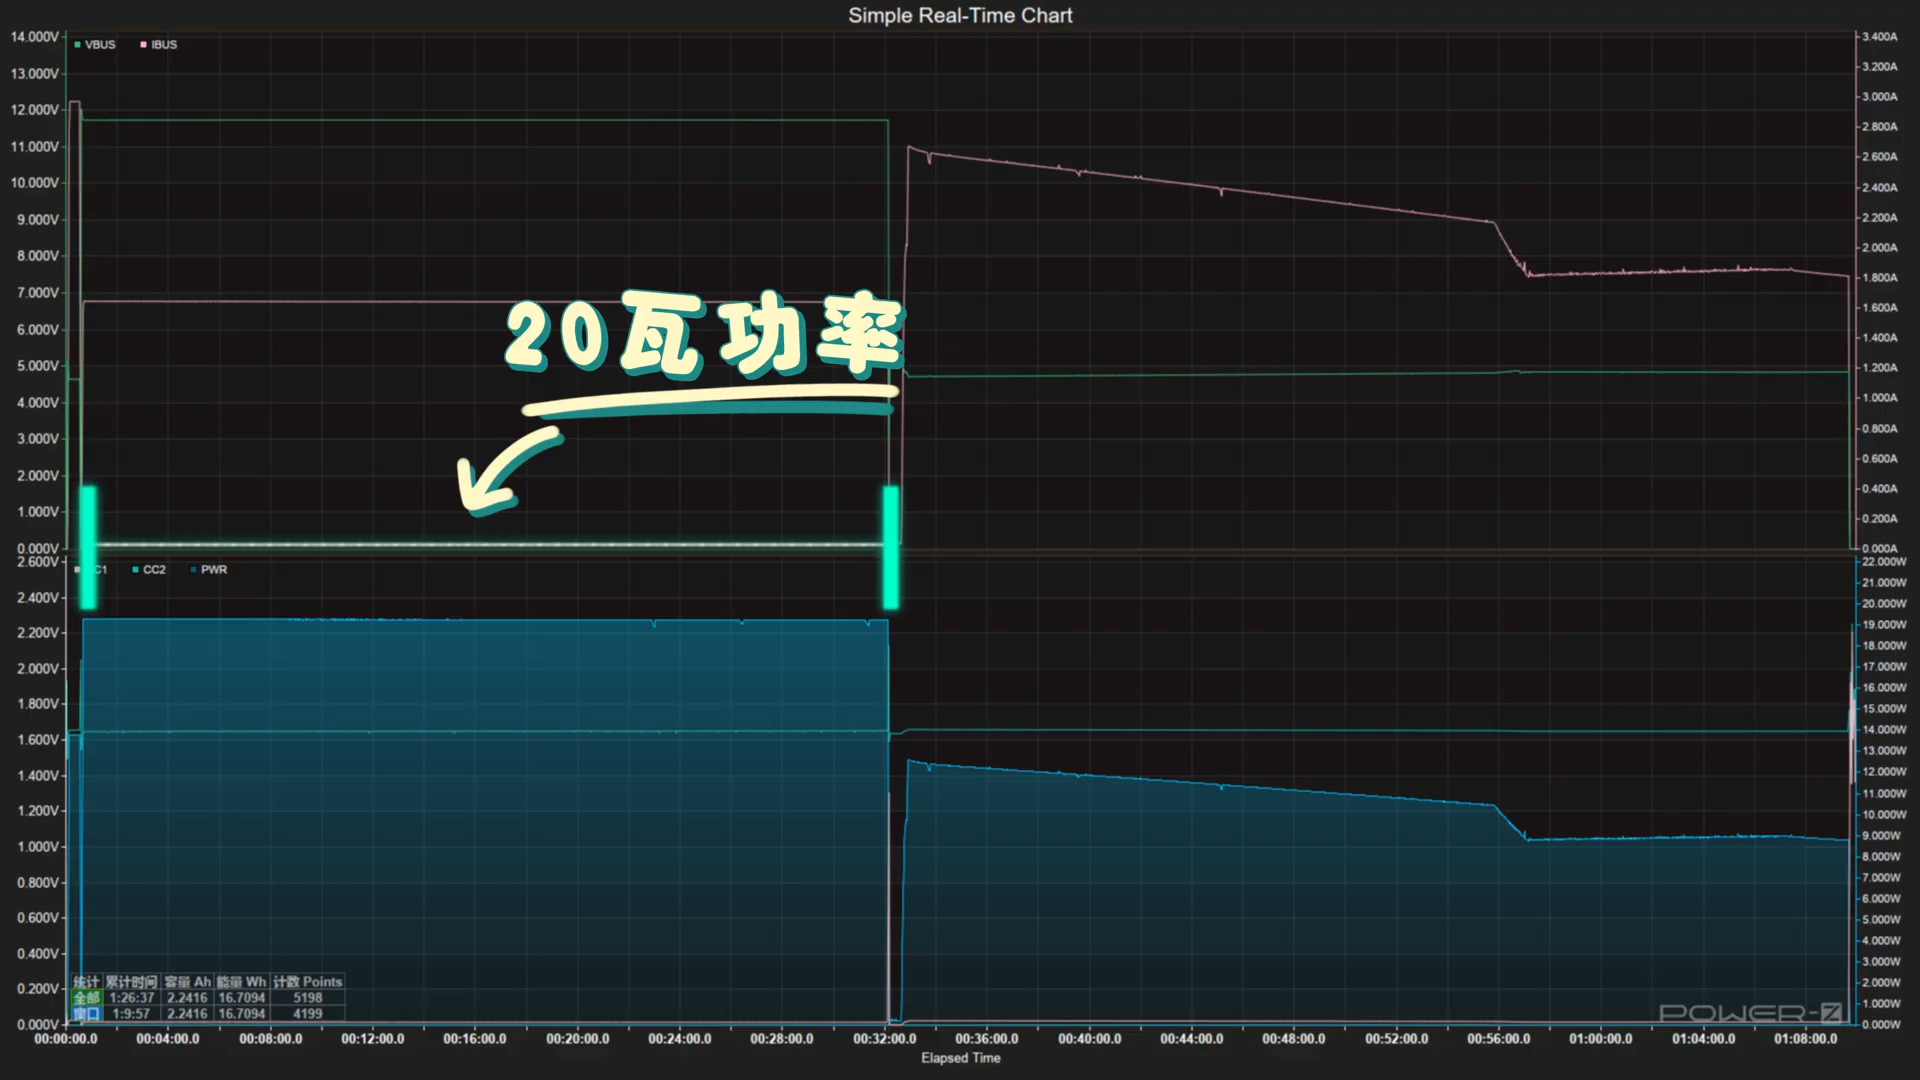 Simple Real-Time Chart
VBUS IBUS
14.000V
13.000V
12.000V
11.000V
10.000V
9.000V
8.000V
7.000V
6.000V
5.000V
4.000V
3.000V
2.000V
1.000V
0.000V
3.400A
3.200A
3.000A
2.800A
2.600A
2.400A
2.200A
2.000A
1.800A
1.600A
1.400A
1.200A
1.000A
0.800A
0.600A
0.400A
0.200A
0.000A
20瓦功率
C1 CC2 PWR
2.600V
2.400V
2.200V
2.000V
1.800V
1.600V
1.400V
1.200V
1.000V
0.800V
0.600V
0.400V
0.200V
0.000V
22.000W
21.000W
20.000W
19.000W
18.000W
17.000W
16.000W
15.000W
14.000W
13.000W
12.000W
11.000W
10.000W
9.000W
8.000W
7.000W
6.000W
5.000W
4.000W
3.000W
2.000W
1.000W
0.000W
统计 累计时间 容量 Ah 能量 Wh 计数 Points
全部 1:26:37 2.2416 16.7094 5198
窗口 1:9:57 2.2416 16.7094 4199
POWER-Z
00:00:00.0 00:04:00.0 00:08:00.0 00:12:00.0 00:16:00.0 00:20:00.0 00:24:00.0 00:28:00.0 00:32:00.0 00:36:00.0 00:40:00.0 00:44:00.0 00:48:00.0 00:52:00.0 00:56:00.0 01:00:00.0 01:04:00.0 01:08:00.0
Elapsed Time